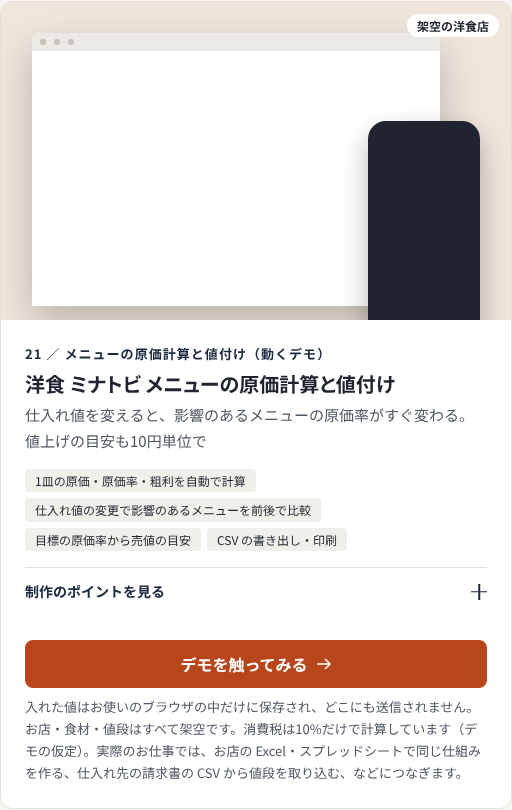 架空の洋食店
21 ／ メニューの原価計算と値付け（動くデモ）
洋食 ミナトビ メニューの原価計算と値付け
仕入れ値を変えると、影響のあるメニューの原価率がすぐ変わる。
値上げの目安も10円単位で
1皿の原価・原価率・粗利を自動で計算
仕入れ値の変更で影響のあるメニューを前後で比較
目標の原価率から売値の目安
CSV の書き出し・印刷
制作のポイントを見る
デモを触ってみる →
入れた値はお使いのブラウザの中だけに保存され、どこにも送信されません。
お店・食材・値段はすべて架空です。消費税は10%だけで計算しています（デ
モの仮定）。実際のお仕事では、お店の Excel・スプレッドシートで同じ仕組み
を作る、仕入れ先の請求書の CSV から値段を取り込む、などにつなぎます。